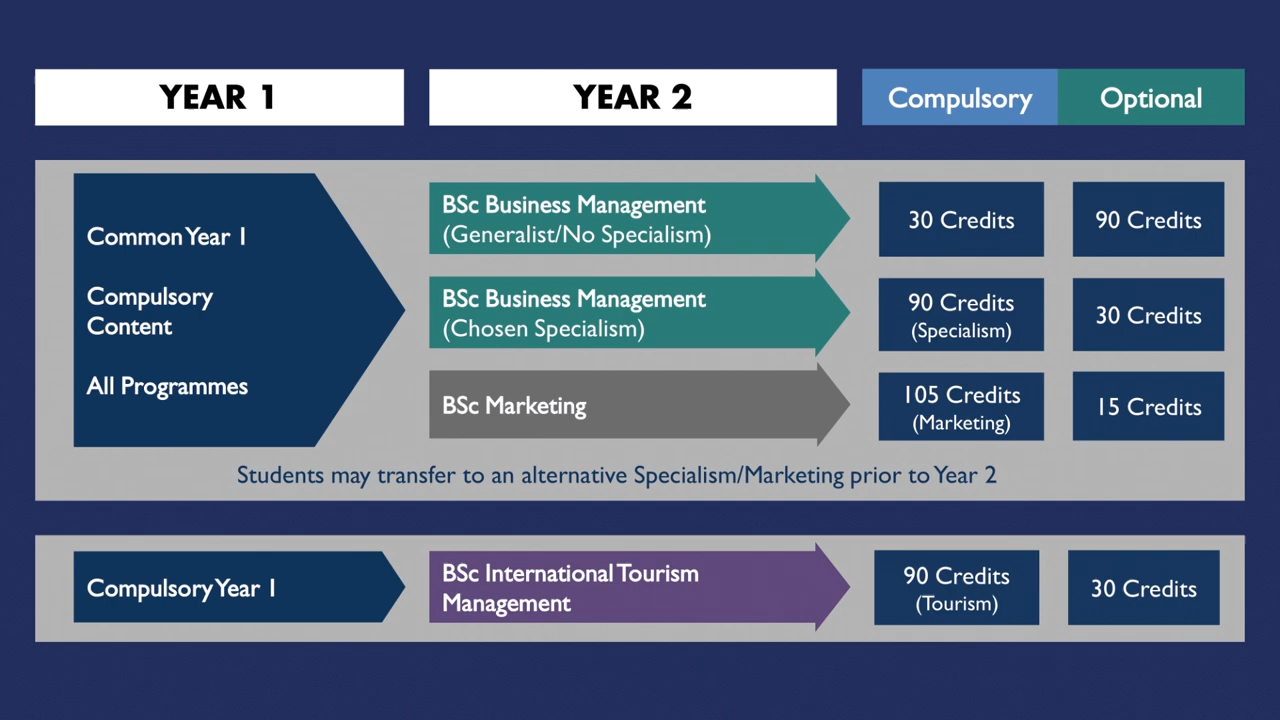 YEAR 1
YEAR 2
Compulsory
Optional
Common Year 1
Compulsory
Content
All Programmes
BSc Business Management
(Generalist/No Specialism)
30 Credits
90 Credits
BSc Business Management
(Chosen Specialism)
90 Credits
(Specialism)
30 Credits
BSc Marketing
105 Credits
(Marketing)
15 Credits
Students may transfer to an alternative Specialism/Marketing prior to Year 2
Compulsory Year 1
BSc International Tourism
Management
90 Credits
(Tourism)
30 Credits